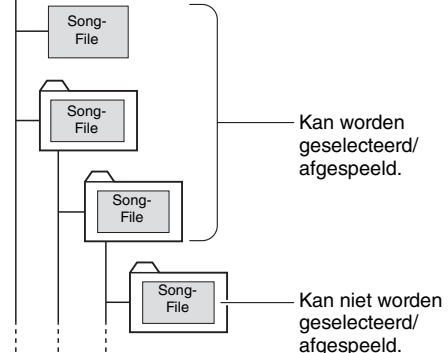 Song-
File
Song-
File
Kan worden
geselecteerd/
afgespeeld.
Song-
File
Song-
File
Kan niet worden
geselecteerd/
afgespeeld.